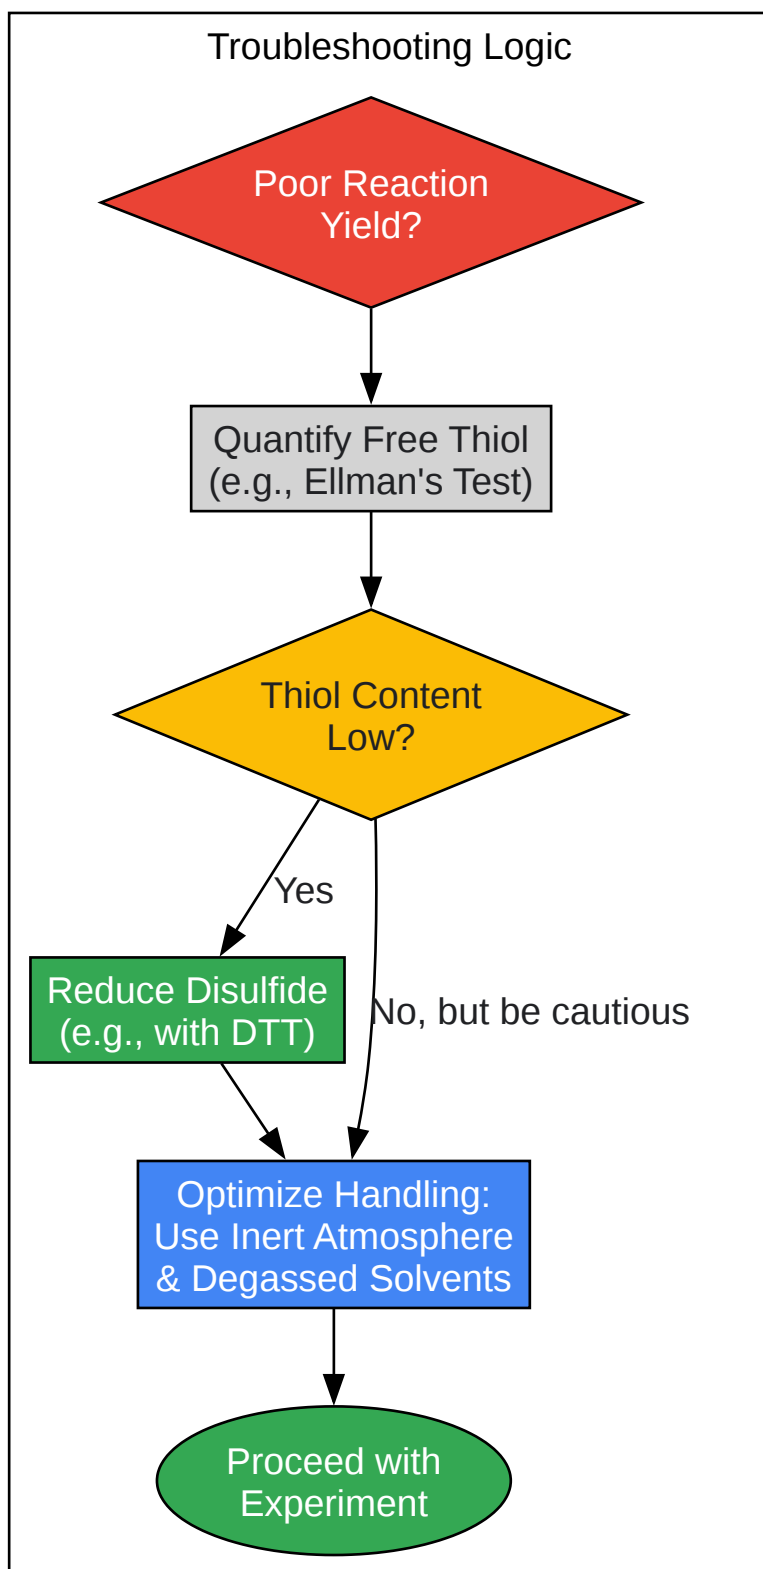 Troubleshooting Logic
Poor Reaction
Yield?
Quantify Free Thiol
(e.g., Ellman's Test)
Thiol Content
Low?
Yes
Reduce Disulfide
(e.g., with DTT)
No, but be cautious
Optimize Handling:
Use Inert Atmosphere
& Degassed Solvents
Proceed with
Experiment